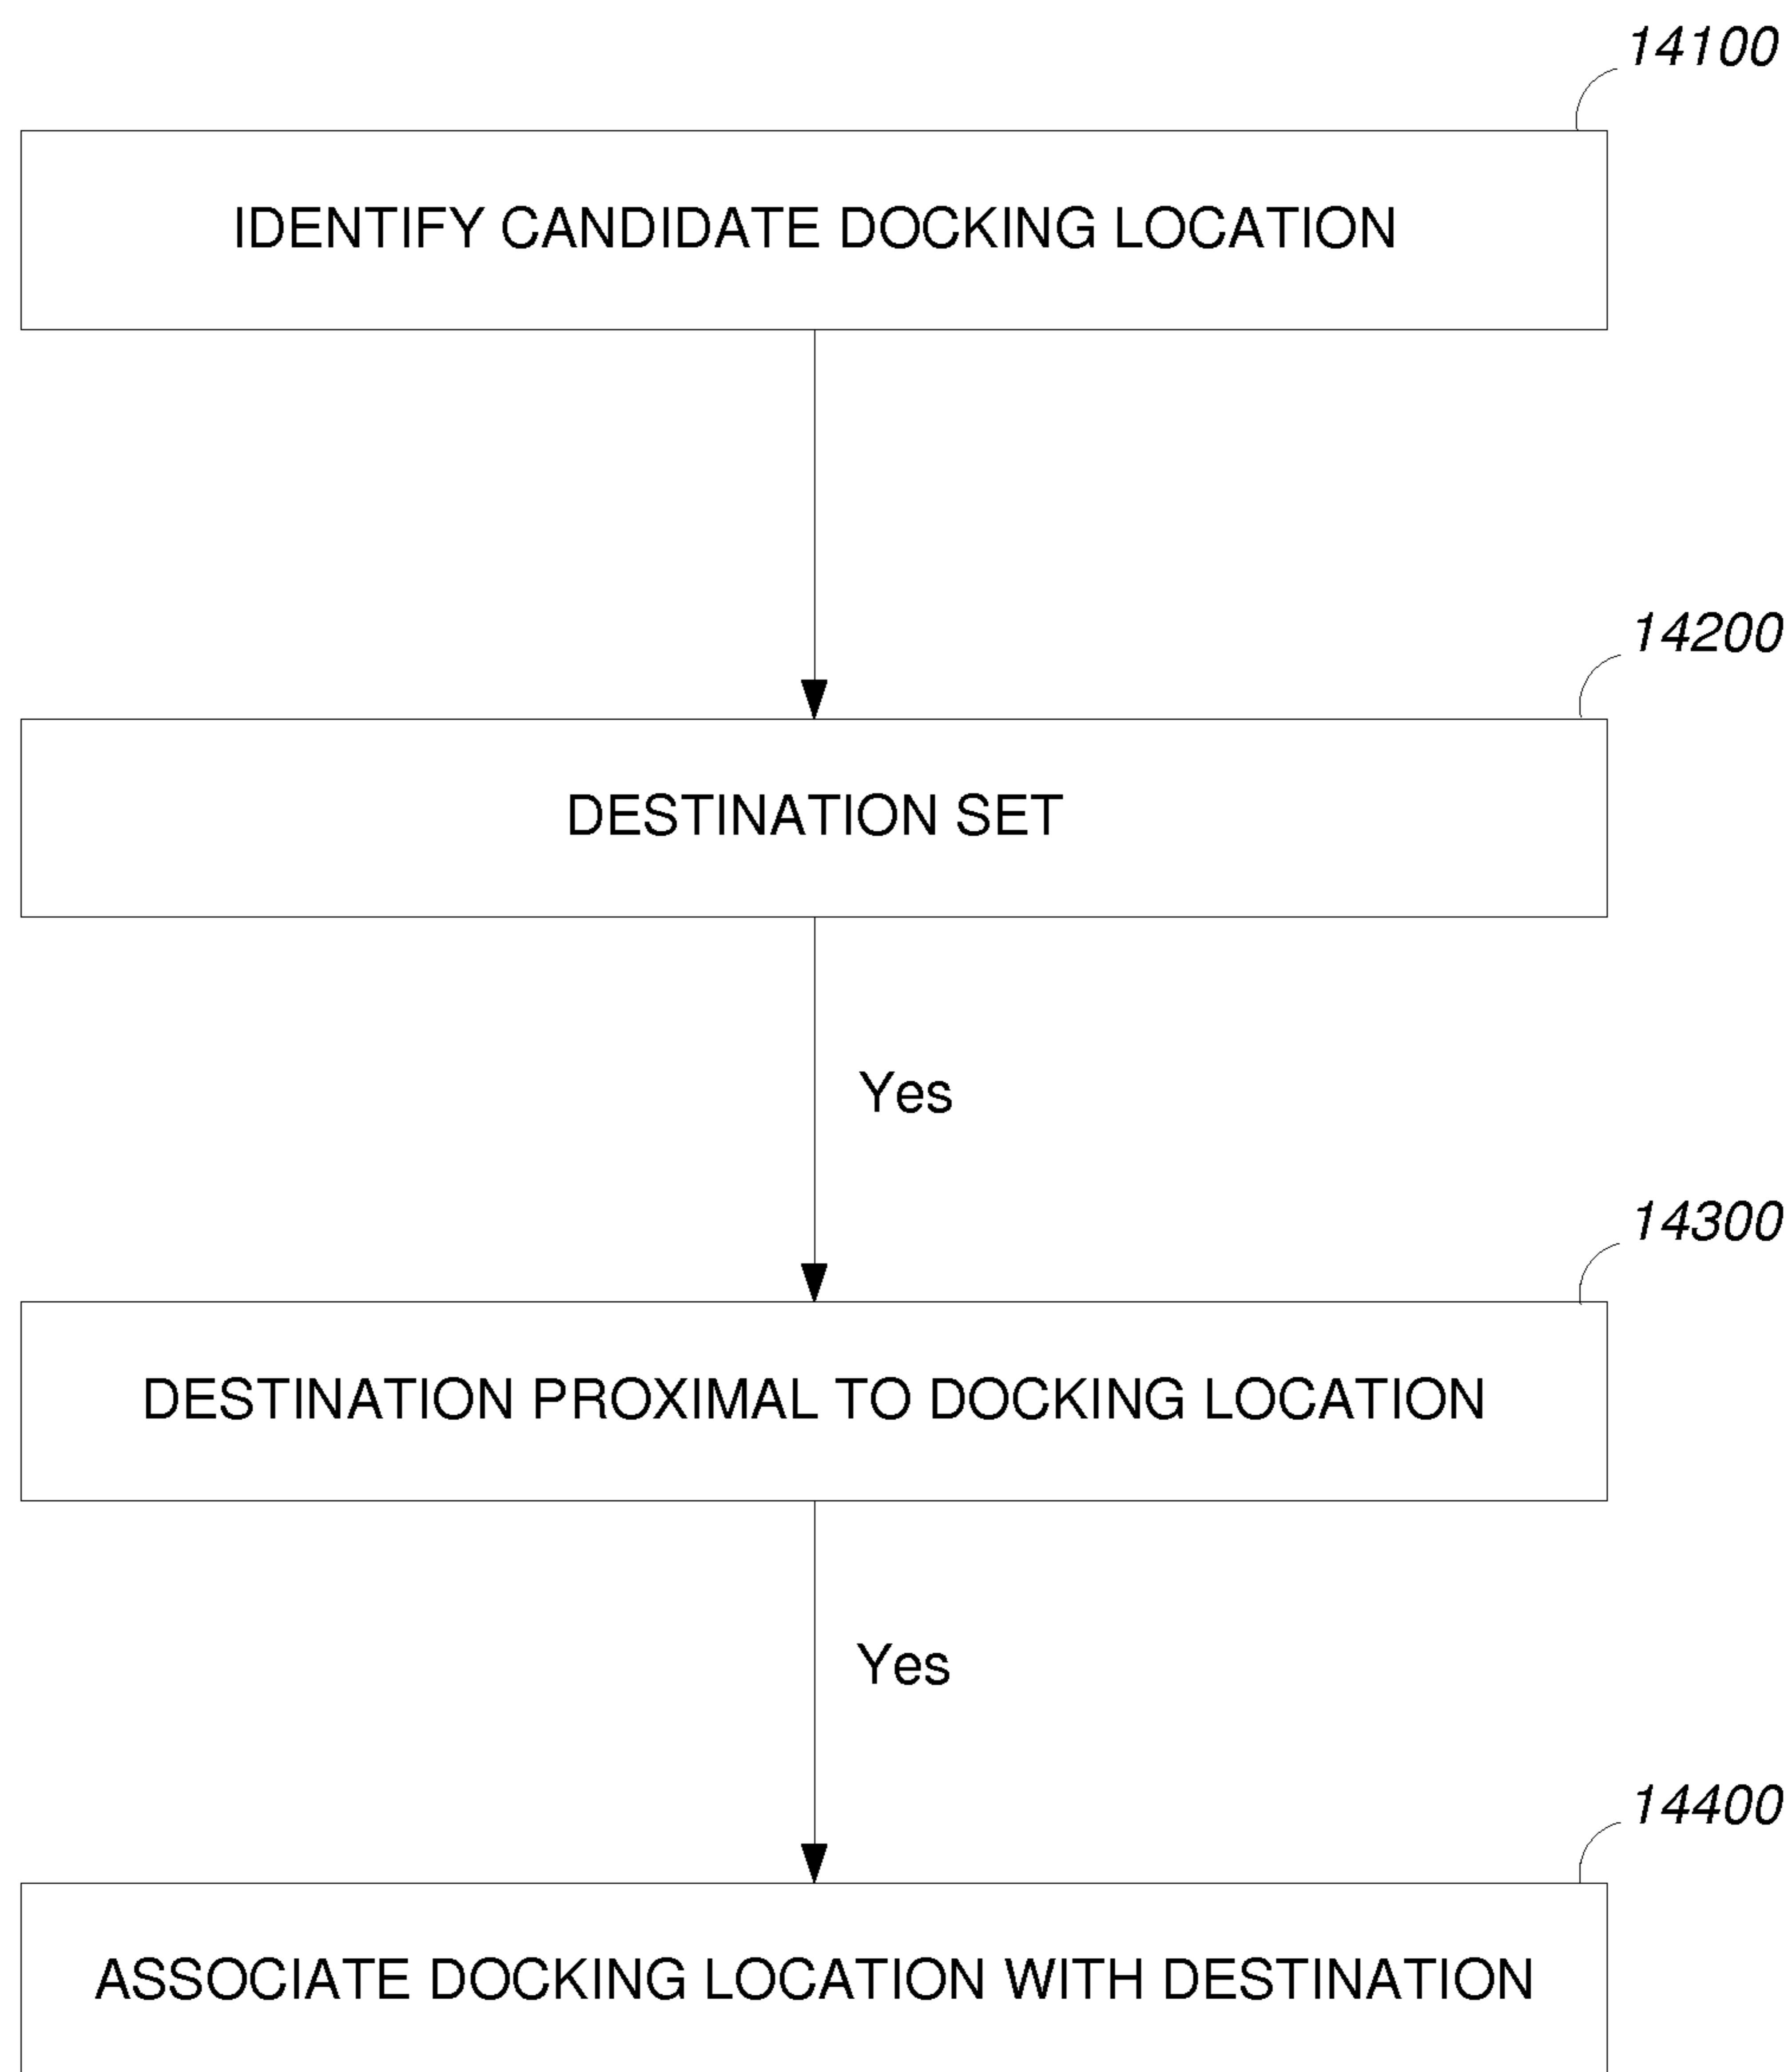 14100
IDENTIFY CANDIDATE DOCKING LOCATION
14200
DESTINATION SET
Yes
14300
DESTINATION PROXIMAL TO DOCKING LOCATION
Yes
14400
ASSOCIATE DOCKING LOCATION WITH DESTINATION